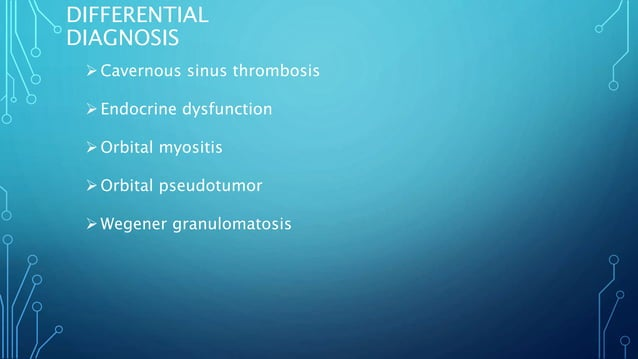 DIFFERENTIAL
DIAGNOSIS
➢Cavernous sinus thrombosis
➢Endocrine dysfunction
➢Orbital myositis
➢Orbital pseudotumor
➢Wegener granulomatosis